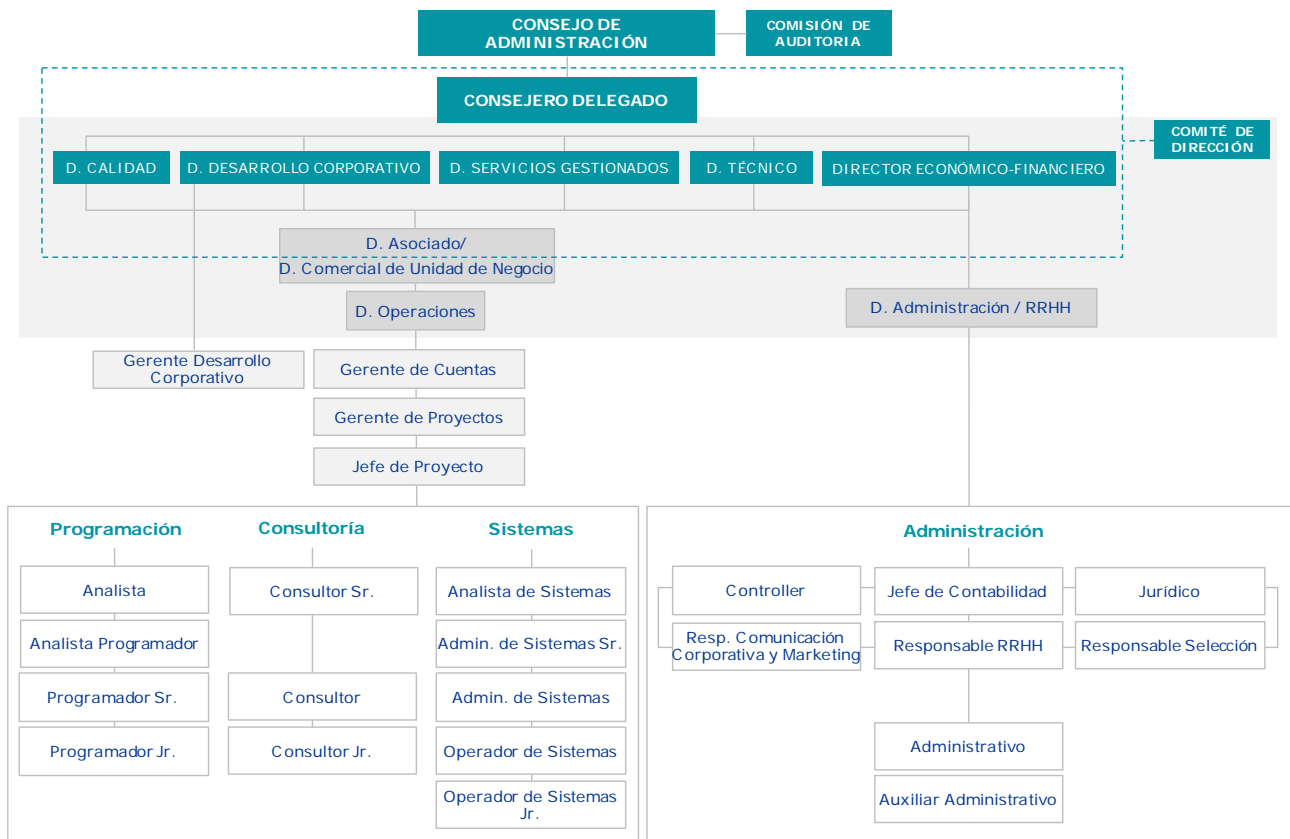 CONSEJO DE
ADMINISTRACIÓN
COMISIÓN DE
AUDITORIA
CONSEJERO DELEGADO
COMITÉ DE
DIRECCIÓN
D. CALIDAD
D. DESARROLLO CORPORATIVO
D. SERVICIOS GESTIONADOS
D. TÉCNICO
DIRECTOR ECONÓMICO-FINANCIERO
D. Asociado/
D. Comercial de Unidad de Negocio
D. Operaciones
D. Administración / RRHH
Gerente Desarrollo
Corporativo
Gerente de Cuentas
Gerente de Proyectos
Jefe de Proyecto
Programación
Analista
Analista Programador
Programador Sr.
Programador Jr.
Consultoría
Consultor Sr.
Consultor
Consultor Jr.
Sistemas
Analista de Sistemas
Admin. de Sistemas Sr.
Admin. de Sistemas
Operador de Sistemas
Operador de Sistemas
Jr.
Administración
Controller
Jefe de Contabilidad
Jurídico
Resp. Comunicación
Corporativa y Marketing
Responsable RRHH
Responsable Selección
Administrativo
Auxiliar Administrativo